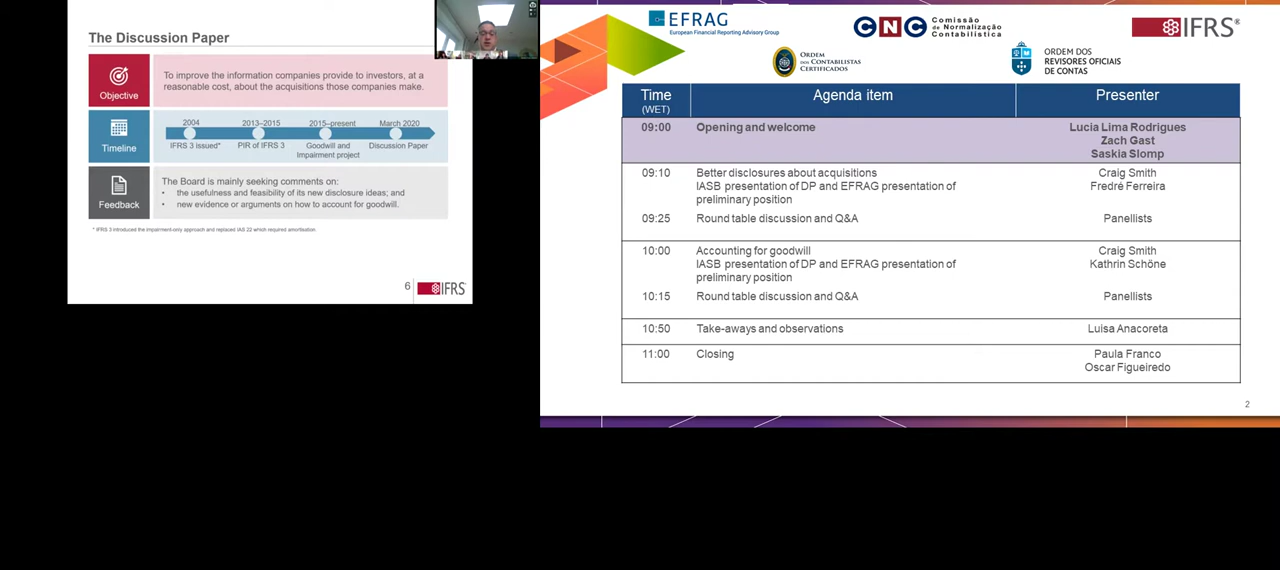 The Discussion Paper
Objective
To improve the information companies provide to investors, at a
reasonable cost, about the acquisitions those companies make.
Timeline
2004
2013–2015
2015–present
March 2020
IFRS 3 issued*
PIR of IFRS 3
Goodwill and
Impairment project
Discussion Paper
Feedback
The Board is mainly seeking comments on:
• the usefulness and feasibility of its new disclosure ideas; and
• new evidence or arguments on how to account for goodwill.
* IFRS 3 introduced the impairment-only approach and replaced IAS 22 which required amortisation.
6
IFRS®
EFRAG
European Financial Reporting Advisory Group
CNC
Comissão
de Normalização
Contabilística
IFRS®
ORDEM
DOS CONTABILISTAS
CERTIFICADOS
ORDEM DOS
REVISORES OFICIAIS
DE CONTAS
Time
(WET)
Agenda item
Presenter
09:00
Opening and welcome
Lucia Lima Rodrigues
Zach Gast
Saskia Slomp
09:10
Better disclosures about acquisitions
IASB presentation of DP and EFRAG presentation of
preliminary position
Craig Smith
Fredré Ferreira
09:25
Round table discussion and Q&A
Panellists
10:00
Accounting for goodwill
IASB presentation of DP and EFRAG presentation of
preliminary position
Craig Smith
Kathrin Schöne
10:15
Round table discussion and Q&A
Panellists
10:50
Take-aways and observations
Luisa Anacoreta
11:00
Closing
Paula Franco
Oscar Figueiredo
2